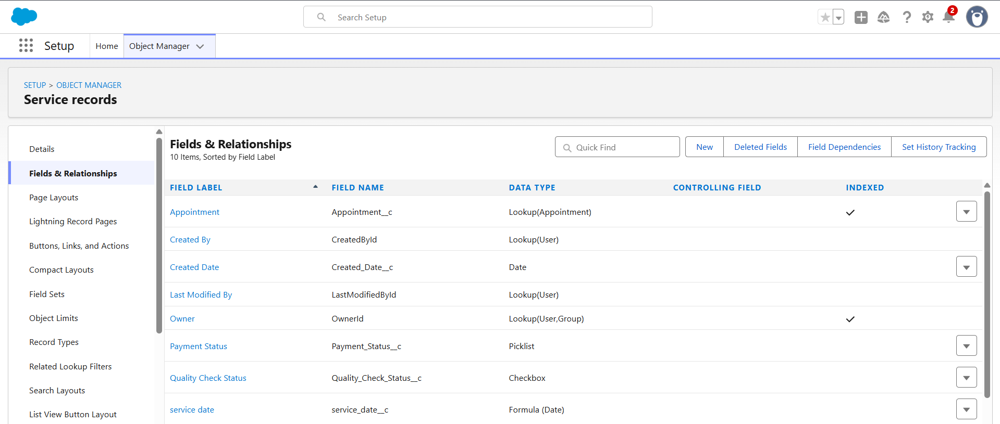 Search Setup
2
Setup
Home
Object Manager
SETUP > OBJECT MANAGER
Service records
Details
Fields & Relationships
Page Layouts
Lightning Record Pages
Buttons, Links, and Actions
Compact Layouts
Field Sets
Object Limits
Record Types
Related Lookup Filters
Search Layouts
List View Button Layout
Fields & Relationships
10 Items, Sorted by Field Label
Quick Find
New
Deleted Fields
Field Dependencies
Set History Tracking
FIELD LABEL FIELD NAME DATA TYPE CONTROLLING FIELD INDEXED
Appointment Appointment__c Lookup(Appointment)
Created By CreatedById Lookup(User)
Created Date Created_Date__c Date
Last Modified By LastModifiedById Lookup(User)
Owner OwnerId Lookup(User,Group)
Payment Status Payment_Status__c Picklist
Quality Check Status Quality_Check_Status__c Checkbox
service date service_date__c Formula (Date)